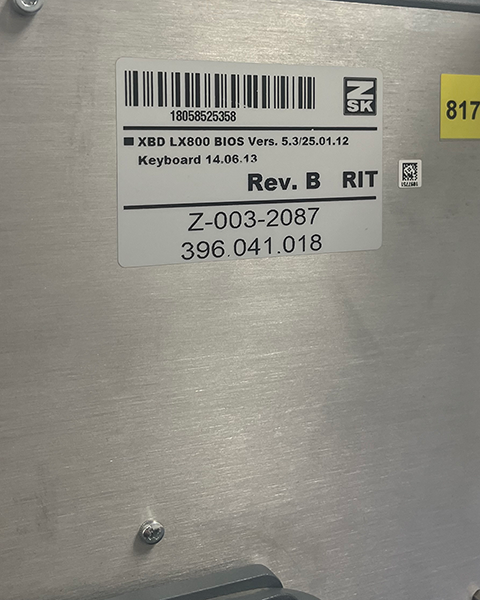 Z
SK
18058525358
■ XBD LX800 BIOS Vers. 5.3/25.01.12
Keyboard 14.06.13
Rev. B RIT
Z-003-2087
396.041.018
817